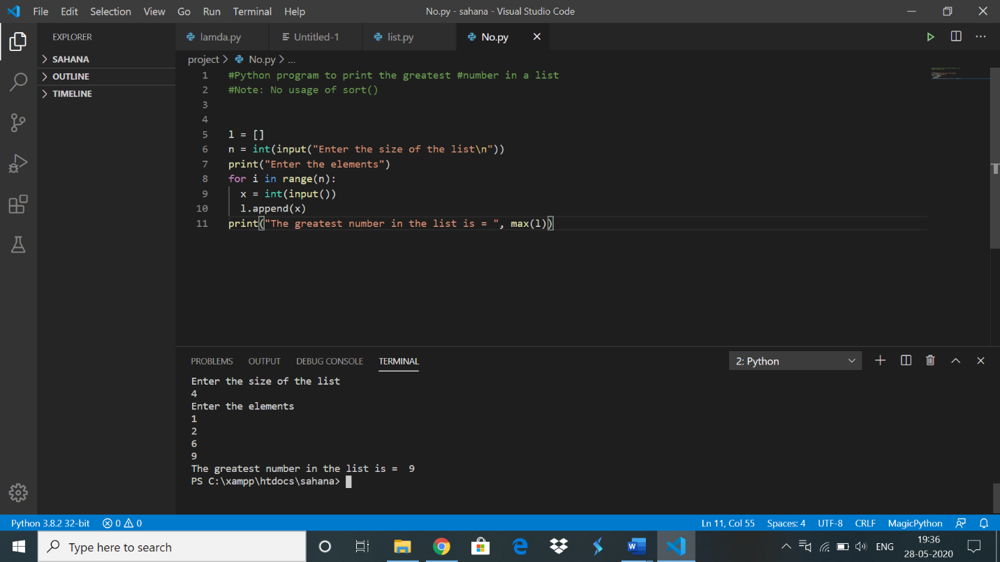 File Edit Selection View Go Run Terminal Help No.py - sahana - Visual Studio Code
EXPLORER
SAHANA
OUTLINE
TIMELINE
lamda.py Untitled-1 list.py No.py
project > No.py > ...
1 #Python program to print the greatest #number in a list
2 #Note: No usage of sort()
3
4
5 l = []
6 n = int(input("Enter the size of the list\n"))
7 print("Enter the elements")
8 for i in range(n):
9   x = int(input())
10   l.append(x)
11 print("The greatest number in the list is = ", max(l))
PROBLEMS OUTPUT DEBUG CONSOLE TERMINAL 2: Python
Enter the size of the list
4
Enter the elements
1
2
6
9
The greatest number in the list is =  9
PS C:\xampp\htdocs\sahana>
Python 3.8.2 32-bit 0 0 Ln 11, Col 55 Spaces: 4 UTF-8 CRLF MagicPython
Type here to search ENG 19:36
28-05-2020